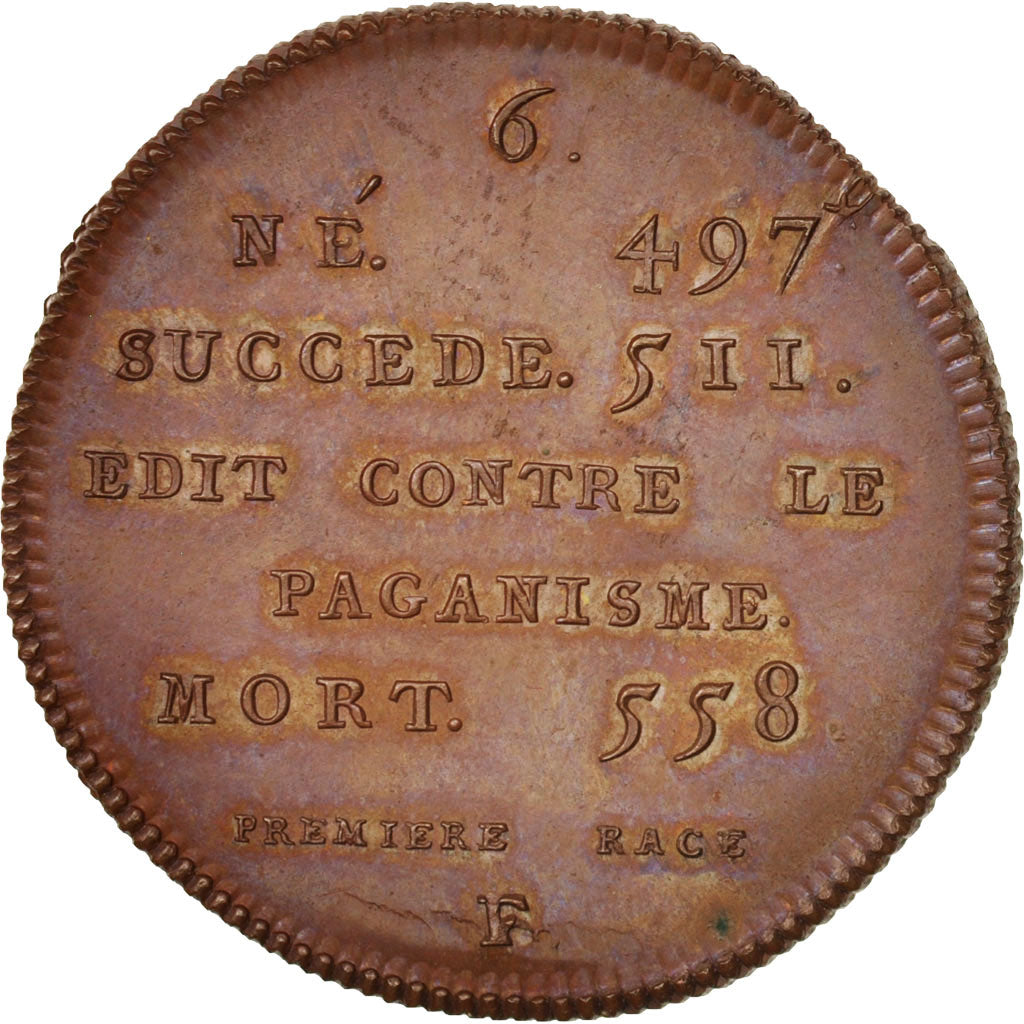 6.
NÉ. 497
SUCCEDE. 511.
EDIT CONTRE LE
PAGANISME.
MORT. 558
PREMIERE RACE
F